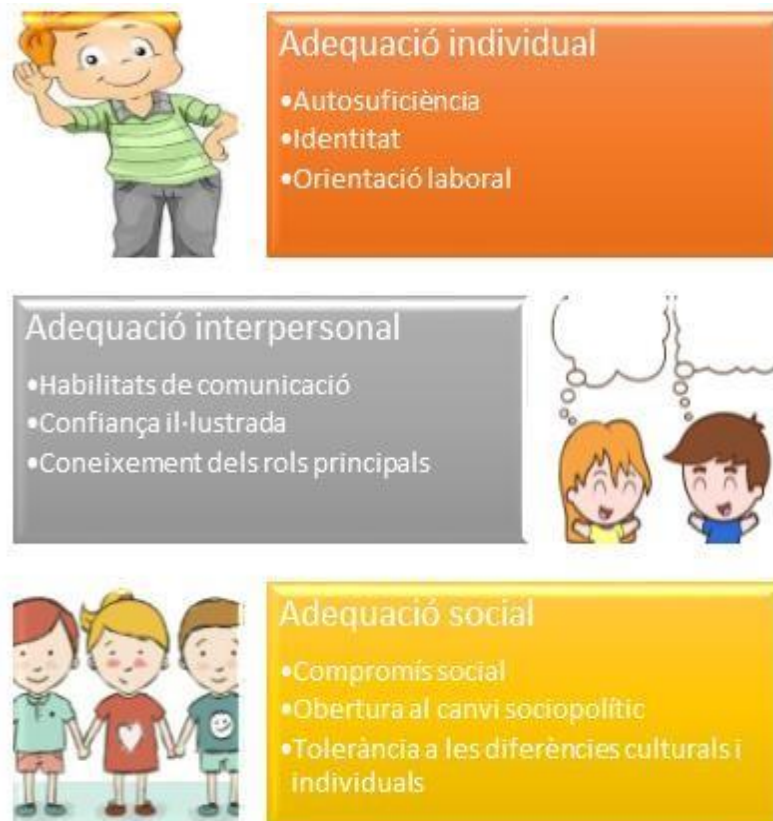 Adequació individual
•Autosuficiència
•Identitat
•Orientació laboral
Adequació interpersonal
•Habilitats de comunicació
•Confiança il·lustrada
•Coneixement dels rols principals
Adequació social
•Compromís social
•Obertura al canvi sociopolític
•Tolerància a les diferències culturals i
individuals